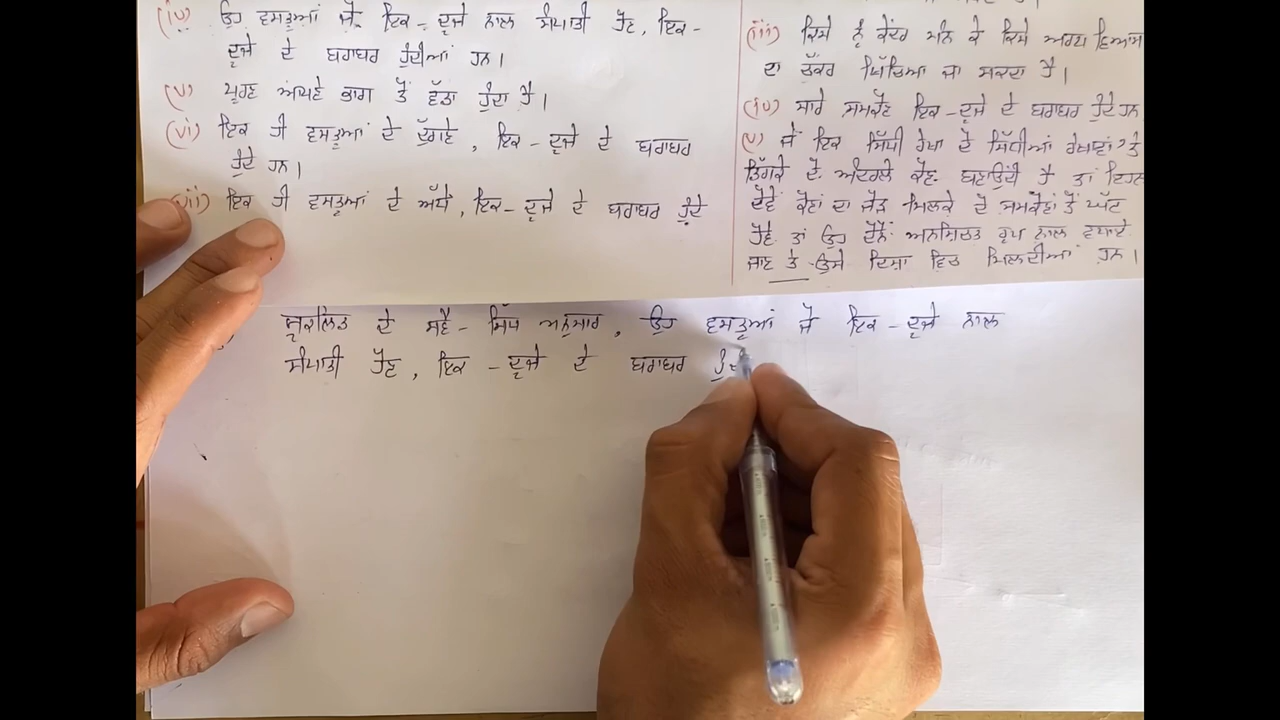 (iv) ਉਹ ਵਸਤੂਆਂ ਜੋ ਇਕ-ਦੂਜੇ ਨਾਲ ਸੰਪਾਤੀ ਹੋਣ, ਇਕ-
ਦੂਜੇ ਦੇ ਬਰਾਬਰ ਹੁੰਦੀਆਂ ਹਨ।
(v) ਪੂਰਣ ਆਪਣੇ ਭਾਗ ਤੋਂ ਵੱਡਾ ਹੁੰਦਾ ਹੈ।
(vi) ਇਕ ਹੀ ਵਸਤੂਆਂ ਦੇ ਦੁੱਗਣੇ, ਇਕ-ਦੂਜੇ ਦੇ ਬਰਾਬਰ
ਹੁੰਦੇ ਹਨ।
(vii) ਇਕ ਹੀ ਵਸਤੂਆਂ ਦੇ ਅੱਧੇ, ਇਕ-ਦੂਜੇ ਦੇ ਬਰਾਬਰ ਹੁੰਦੇ
(iii) ਕਿਸੇ ਨੂੰ ਕੇਂਦਰ ਮੰਨ ਕੇ ਕਿਸੇ ਅਰਧ ਵਿਆਸ
ਦਾ ਚੱਕਰ ਖਿੱਚਿਆ ਜਾ ਸਕਦਾ ਹੈ।
(iv) ਸਾਰੇ ਸਮਕੋਣ ਇਕ-ਦੂਜੇ ਦੇ ਬਰਾਬਰ ਹੁੰਦੇ ਹਨ
(v) ਜੇ ਇਕ ਸਿੱਧੀ ਰੇਖਾ ਦੋ ਸਿੱਧੀਆਂ ਰੇਖਾਵਾਂ 'ਤੇ
ਡਿੱਗਕੇ ਦੋ ਅੰਦਰਲੇ ਕੋਣ ਬਣਾਉਂਦੀ ਹੈ ਤਾਂ ਇਹਨਾਂ
ਦੋਵੇਂ ਕੋਣਾਂ ਦਾ ਜੋੜ ਮਿਲਕੇ ਦੋ ਸਮਕੋਣਾਂ ਤੋਂ ਘੱਟ
ਹੋਵੇ ਤਾਂ ਉਹ ਦੋਨੋਂ ਅਨਿਸ਼ਚਿਤ ਰੂਪ ਨਾਲ ਵਧਾਏ
ਜਾਣ ਤੇ ਉਸੇ ਦਿਸ਼ਾ ਵਿਚ ਮਿਲਦੀਆਂ ਹਨ।
ਯੂਕਲਿਡ ਦੇ ਸਵੈ-ਸਿੱਧ ਅਨੁਸਾਰ, ਉਹ ਵਸਤੂਆਂ ਜੋ ਇਕ-ਦੂਜੇ ਨਾਲ
ਸੰਪਾਤੀ ਹੋਣ, ਇਕ-ਦੂਜੇ ਦੇ ਬਰਾਬਰ